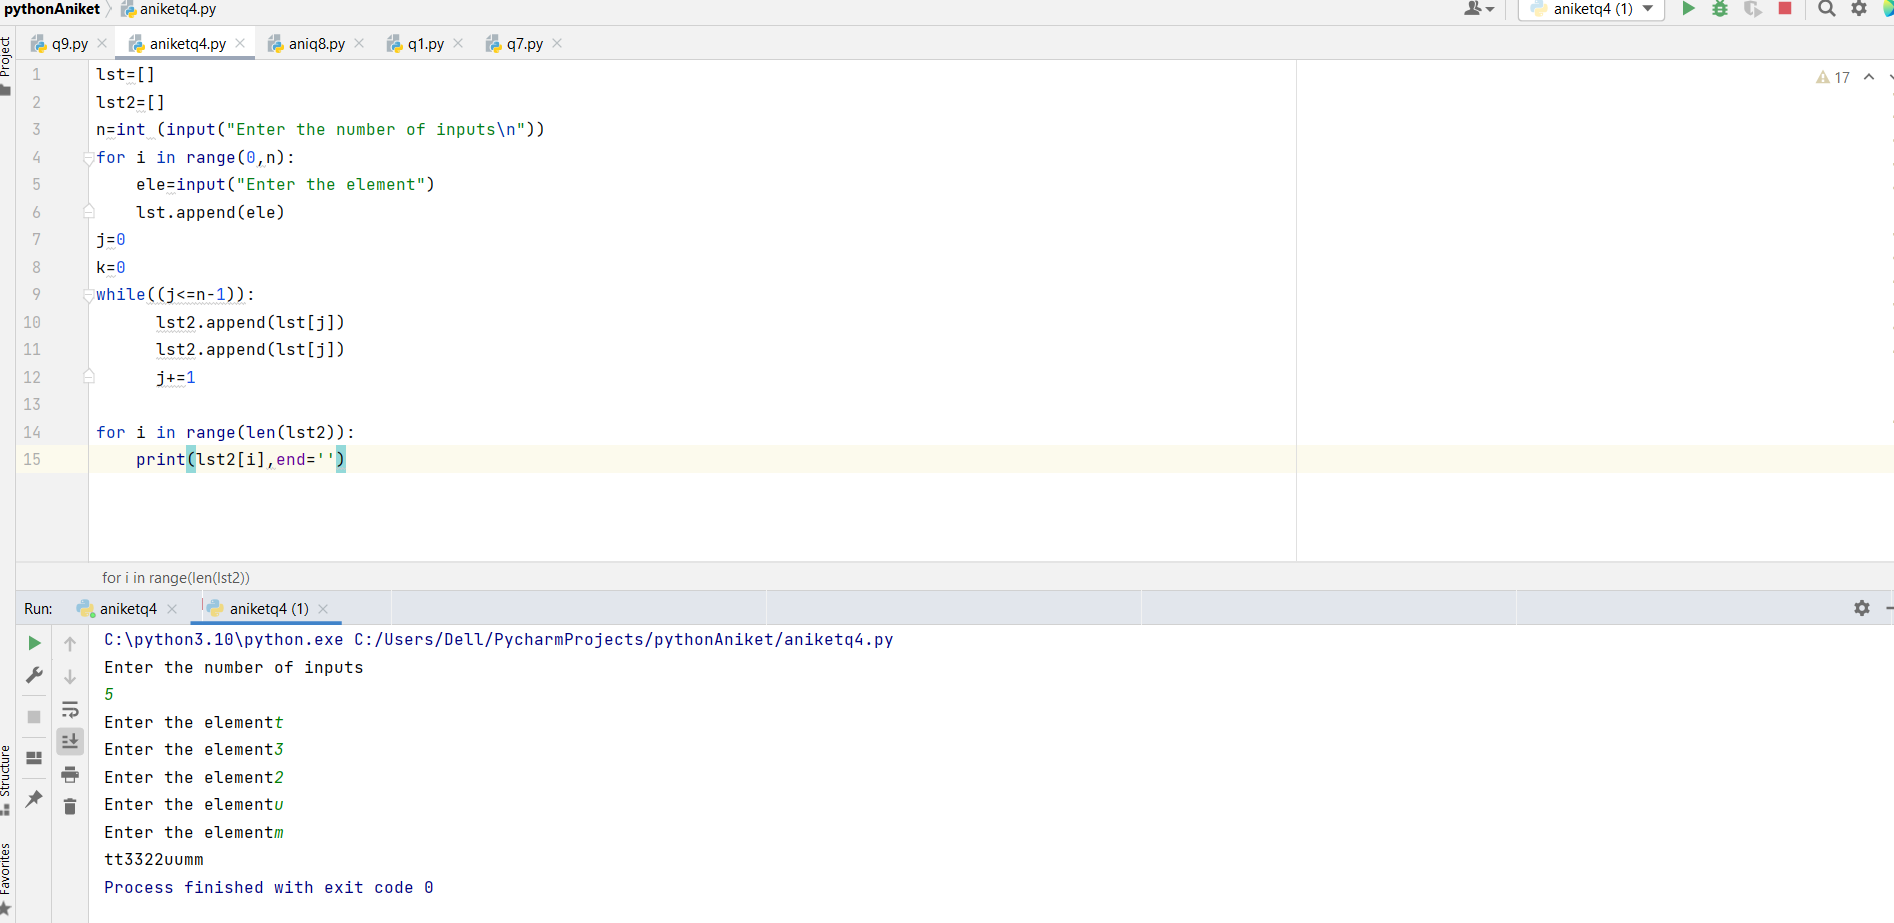 pythonAniket aniketq4.py aniketq4 (1)
q9.py aniketq4.py aniq8.py q1.py q7.py
Project
17
1 lst=[]
2 lst2=[]
3 n=int (input("Enter the number of inputs\n"))
4 for i in range(0,n):
5     ele=input("Enter the element")
6     lst.append(ele)
7 j=0
8 k=0
9 while((j<=n-1)):
10       lst2.append(lst[j])
11       lst2.append(lst[j])
12       j+=1
13
14 for i in range(len(lst2)):
15     print(lst2[i],end='')
for i in range(len(lst2))
Run: aniketq4 aniketq4 (1)
C:\python3.10\python.exe C:/Users/Dell/PycharmProjects/pythonAniket/aniketq4.py
Enter the number of inputs
5
Enter the elementt
Enter the element3
Enter the element2
Enter the elementu
Enter the elementm
tt3322uumm
Process finished with exit code 0
Structure
Favorites